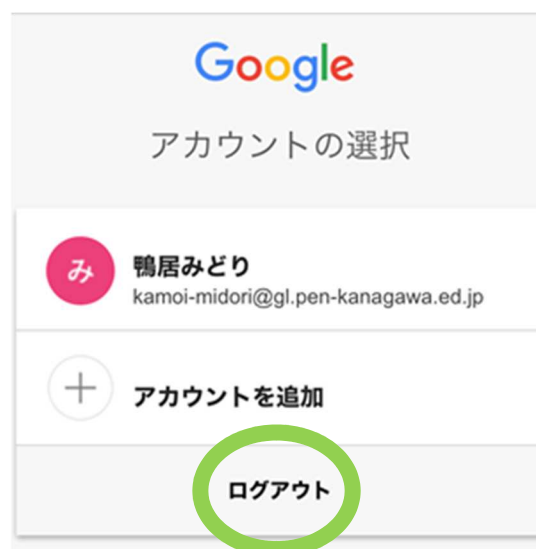 Google
アカウントの選択
み
鴨居みどり
kamoi-midori@gl.pen-kanagawa.ed.jp
アカウントを追加
ログアウト